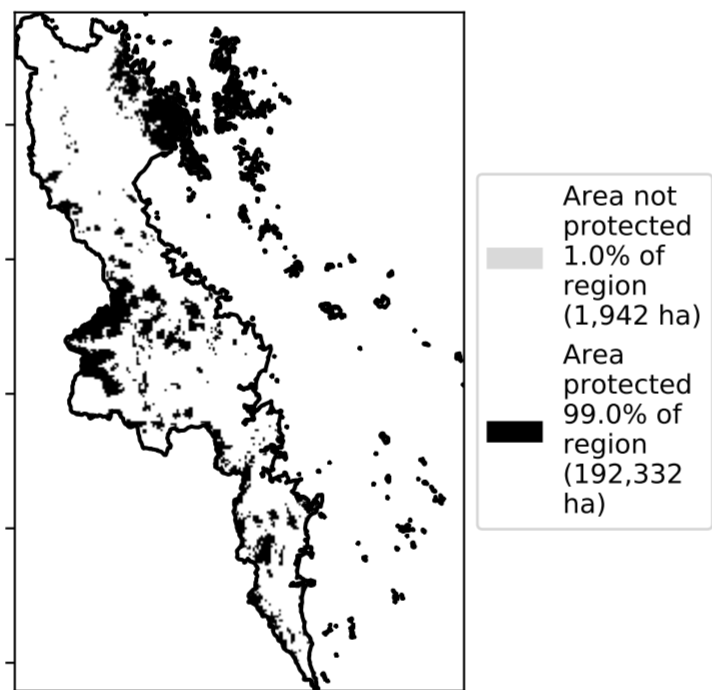 Area not
protected
1.0% of
region
(1,942 ha)
Area
protected
99.0% of
region
(192,332
ha)